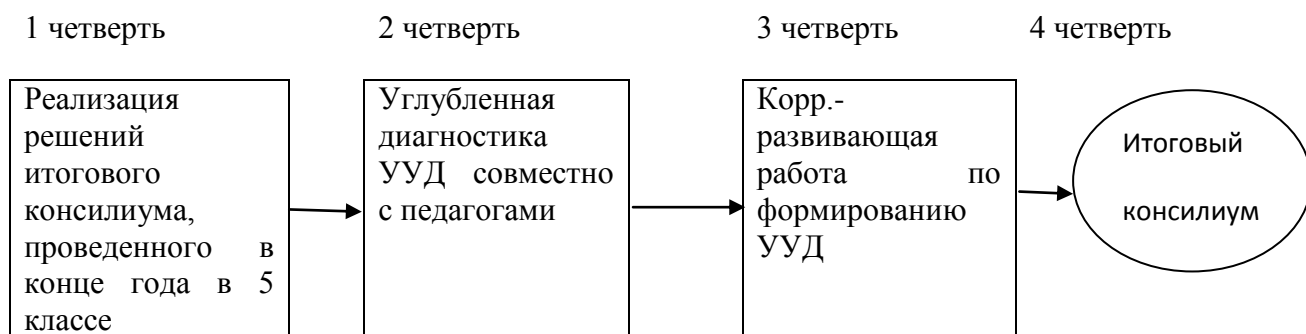 1 четверть
2 четверть
3 четверть
4 четверть
Реализация
решений
итогового
консилиума,
проведенного в
конце года в 5
классе
Углубленная
диагностика
УУД совместно
с педагогами
Корр.-
развивающая
работа по
формированию
УУД
Итоговый
консилиум